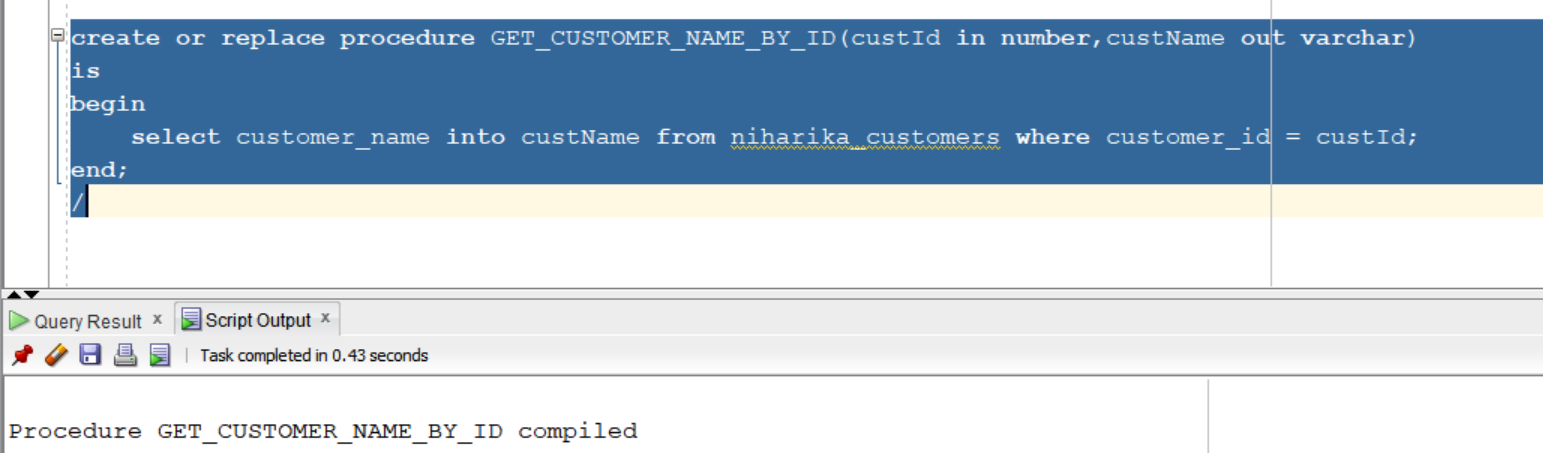 create or replace procedure GET_CUSTOMER_NAME_BY_ID(custId in number,custName out varchar)
is
begin
    select customer_name into custName from niharika_customers where customer_id = custId;
end;
/
Query Result x Script Output x
Task completed in 0.43 seconds
Procedure GET_CUSTOMER_NAME_BY_ID compiled